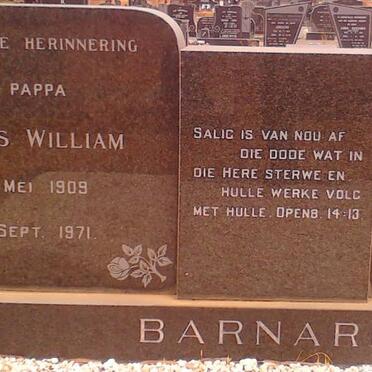 E HERINNERING
PAPPA
S WILLIAM
MEI 1909
SEPT. 1971.
SALIG IS VAN NOU AF
DIE DODE WAT IN
DIE HERE STERWE EN
HULLE WERKE VOLG
MET HULLE. OPENB. 14:13
BARNAR